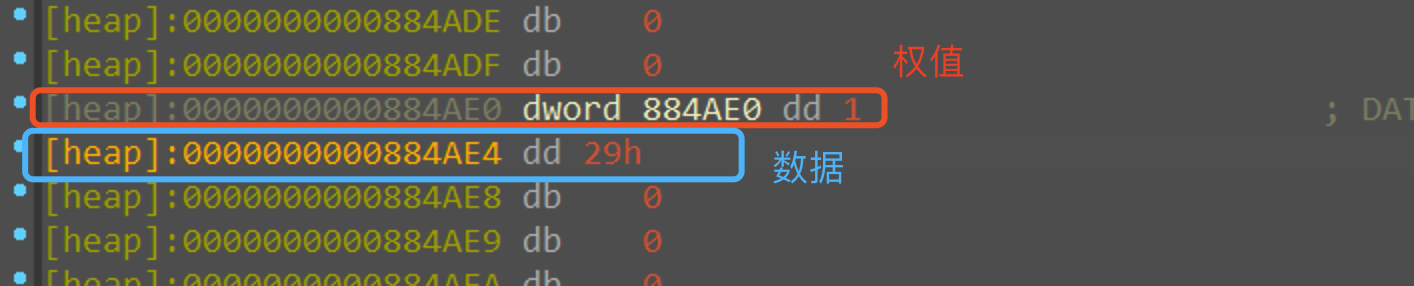 [heap]:0000000000884ADE db 0
[heap]:0000000000884ADF db 0
权值
[heap]:0000000000884AE0 dword 884AE0 dd 1 ; DAT
[heap]:0000000000884AE4 dd 29h
数据
[heap]:0000000000884AE8 db 0
[heap]:0000000000884AE9 db 0
[heap]:0000000000884AEA db 0